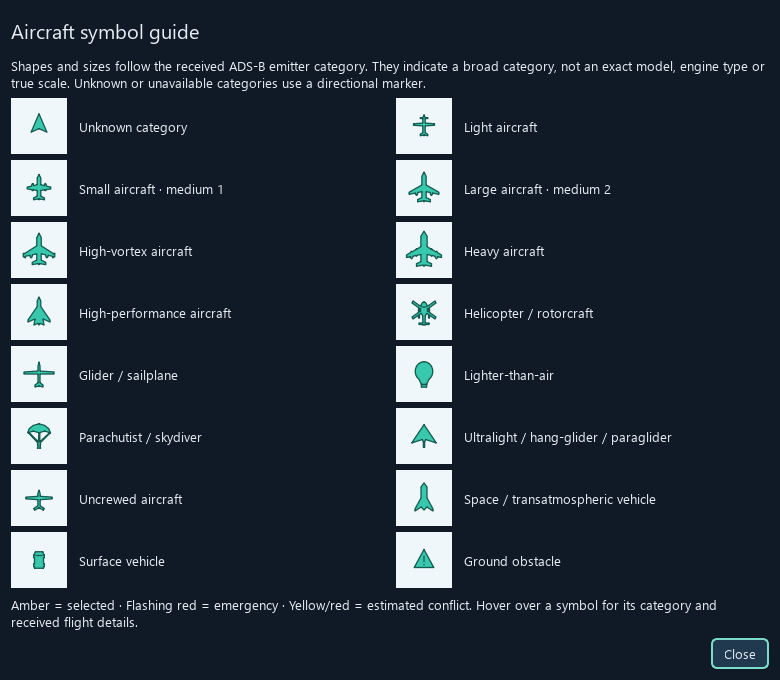 Aircraft symbol guide
Shapes and sizes follow the received ADS-B emitter category. They indicate a broad category, not an exact model, engine type or
true scale. Unknown or unavailable categories use a directional marker.
Unknown category
Light aircraft
Small aircraft · medium 1
Large aircraft · medium 2
High-vortex aircraft
Heavy aircraft
High-performance aircraft
Helicopter / rotorcraft
Glider / sailplane
Lighter-than-air
Parachutist / skydiver
Ultralight / hang-glider / paraglider
Uncrewed aircraft
Space / transatmospheric vehicle
Surface vehicle
Ground obstacle
Amber = selected · Flashing red = emergency · Yellow/red = estimated conflict. Hover over a symbol for its category and
received flight details.
Close